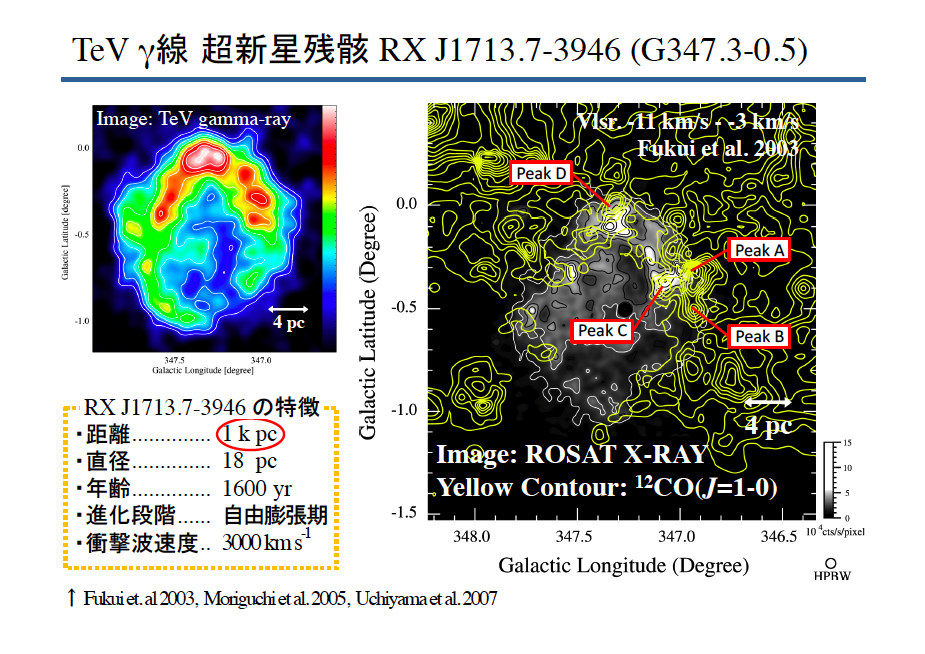 TeV γ線 超新星残骸 RX J1713.7-3946 (G347.3-0.5)
Image: TeV gamma-ray
0.0
-0.5
-1.0
Galactic Latitude [degree]
4 pc
347.5 347.0
Galactic Longitude [degree]
Vlsr. -11 km/s - -3 km/s
Fukui et al. 2003
Peak D
Peak A
Peak C
Peak B
0.0
-0.5
-1.0
-1.5
Galactic Latitude (Degree)
4 pc
Image: ROSAT X-RAY
Yellow Contour: ¹²CO(J=1-0)
348.0 347.5 347.0 346.5
Galactic Longitude (Degree)
15
10
5
0
10⁻⁴cts/s/pixel
HPBW
RX J1713.7-3946 の特徴
・距離.............. 1 k pc
・直径.............. 18 pc
・年齢.............. 1600 yr
・進化段階...... 自由膨張期
・衝撃波速度.. 3000 km s⁻¹
↑ Fukui et. al 2003, Moriguchi et al. 2005, Uchiyama et al. 2007